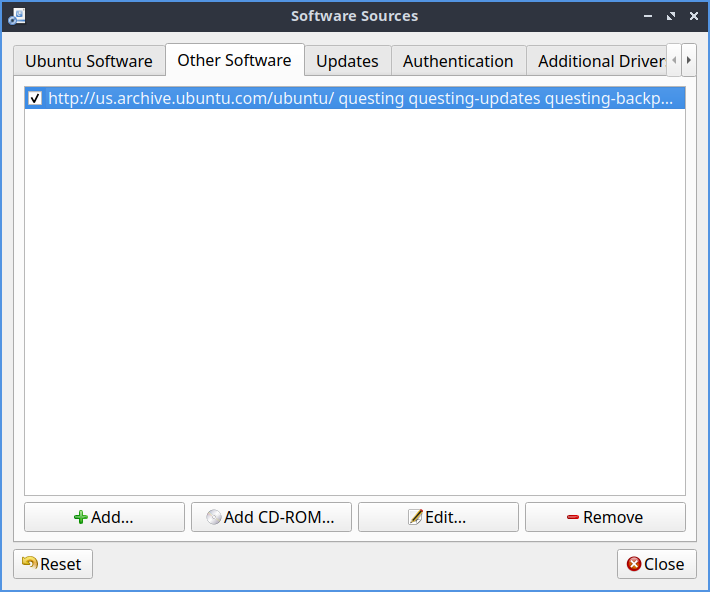 Software Sources
Ubuntu Software
Other Software
Updates
Authentication
Additional Driver
http://us.archive.ubuntu.com/ubuntu/ questing questing-updates questing-backp...
Add...
Add CD-ROM...
Edit...
Remove
Reset
Close